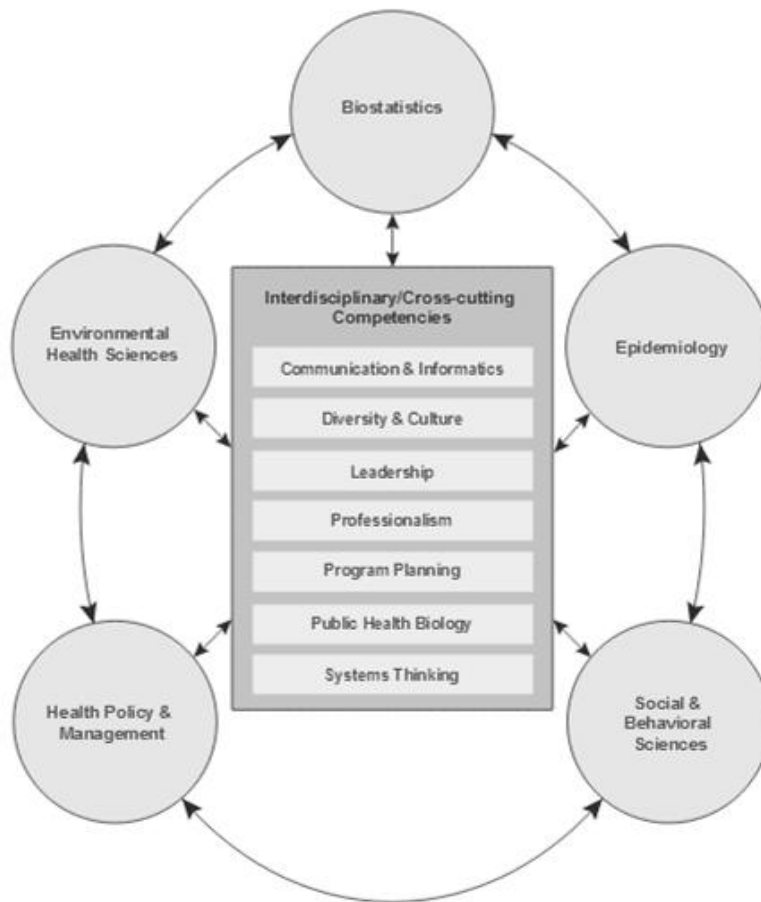 Biostatistics
Environmental
Health Sciences
Interdisciplinary/Cross-cutting
Competencies
Communication & Informatics
Diversity & Culture
Leadership
Professionalism
Program Planning
Public Health Biology
Systems Thinking
Epidemiology
Health Policy &
Management
Social &
Behavioral
Sciences